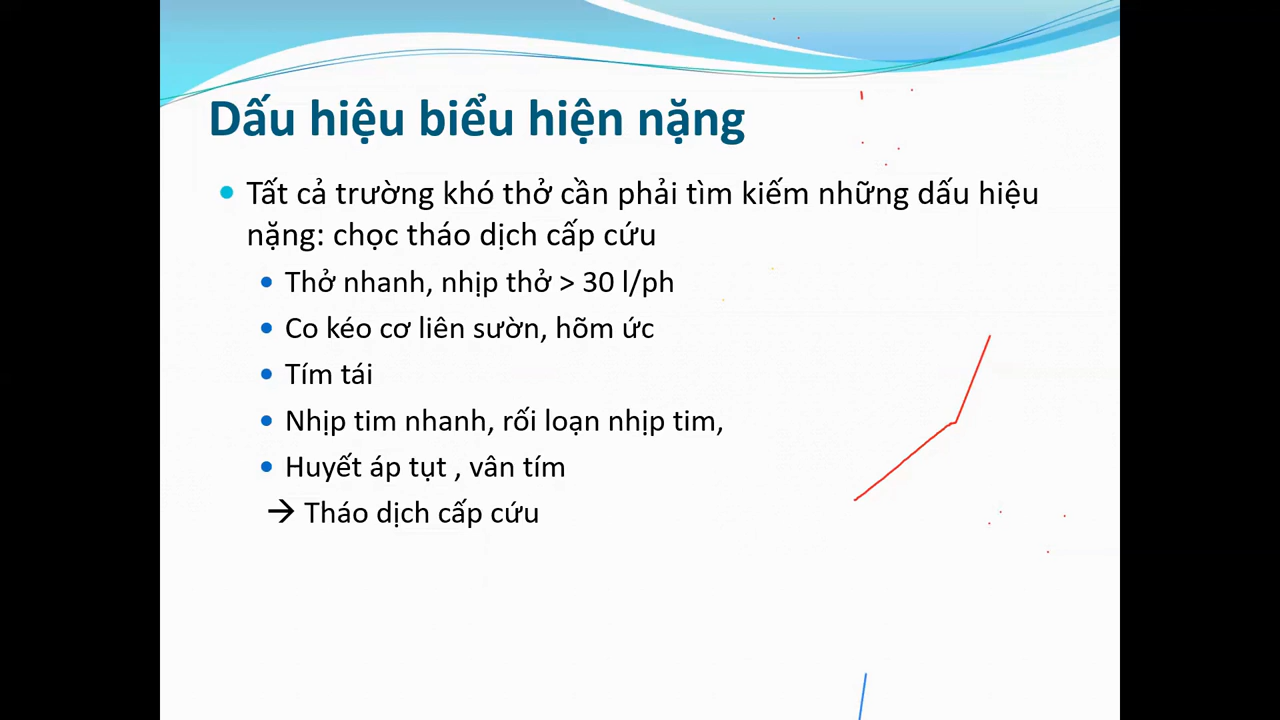 Dấu hiệu biểu hiện nặng
Tất cả trường khó thở cần phải tìm kiếm những dấu hiệu
nặng: chọc tháo dịch cấp cứu
Thở nhanh, nhịp thở > 30 l/ph
Co kéo cơ liên sườn, hõm ức
Tím tái
Nhịp tim nhanh, rối loạn nhịp tim,
Huyết áp tụt , vân tím
→ Tháo dịch cấp cứu